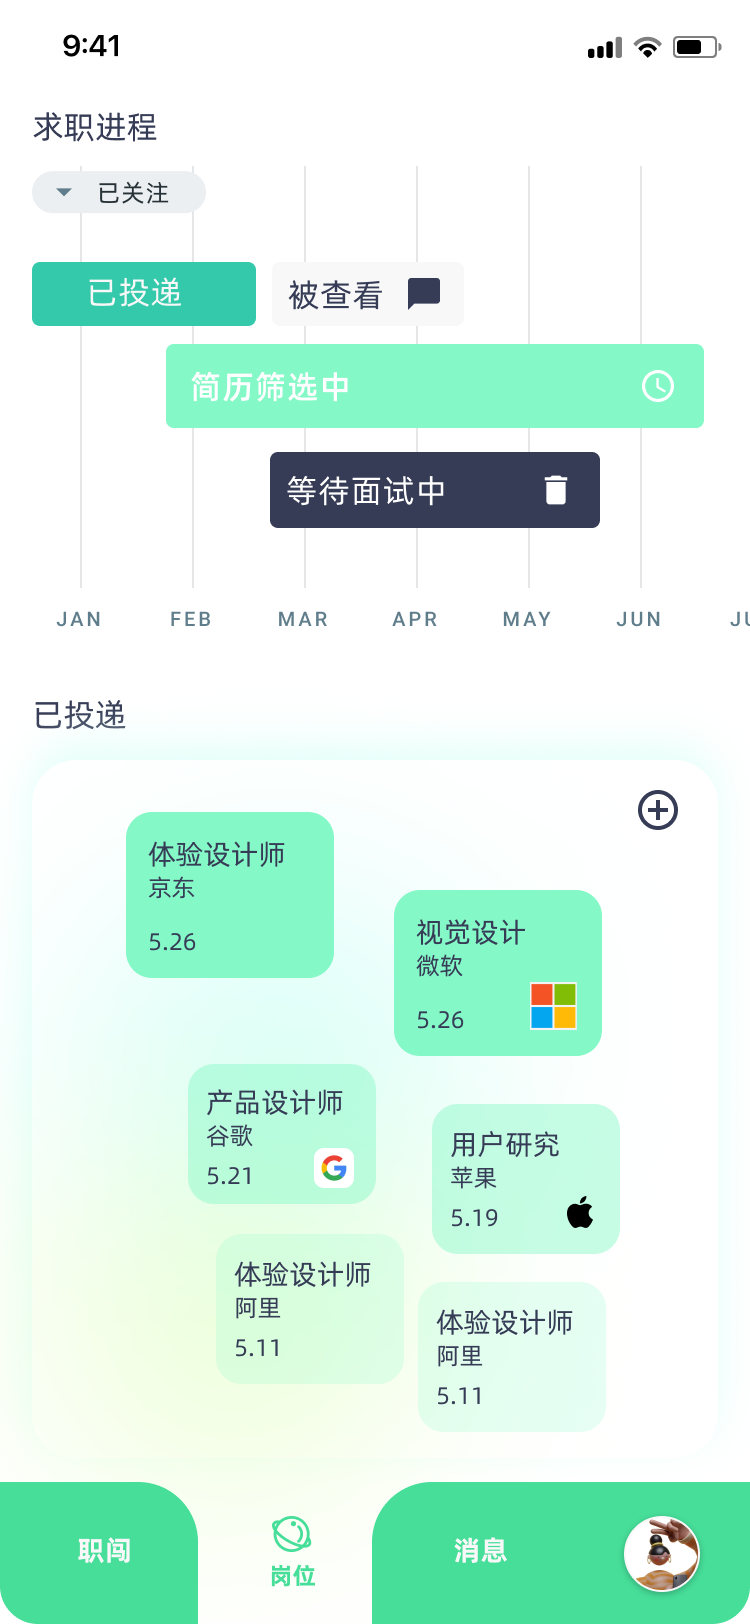 9:41
求职进程
已关注
已投递
被查看
简历筛选中
等待面试中
JAN FEB MAR APR MAY JUN JU
已投递
体验设计师
京东
5.26
视觉设计
微软
5.26
产品设计师
谷歌
5.21
用户研究
苹果
5.19
体验设计师
阿里
5.11
体验设计师
阿里
5.11
职闯
岗位
消息